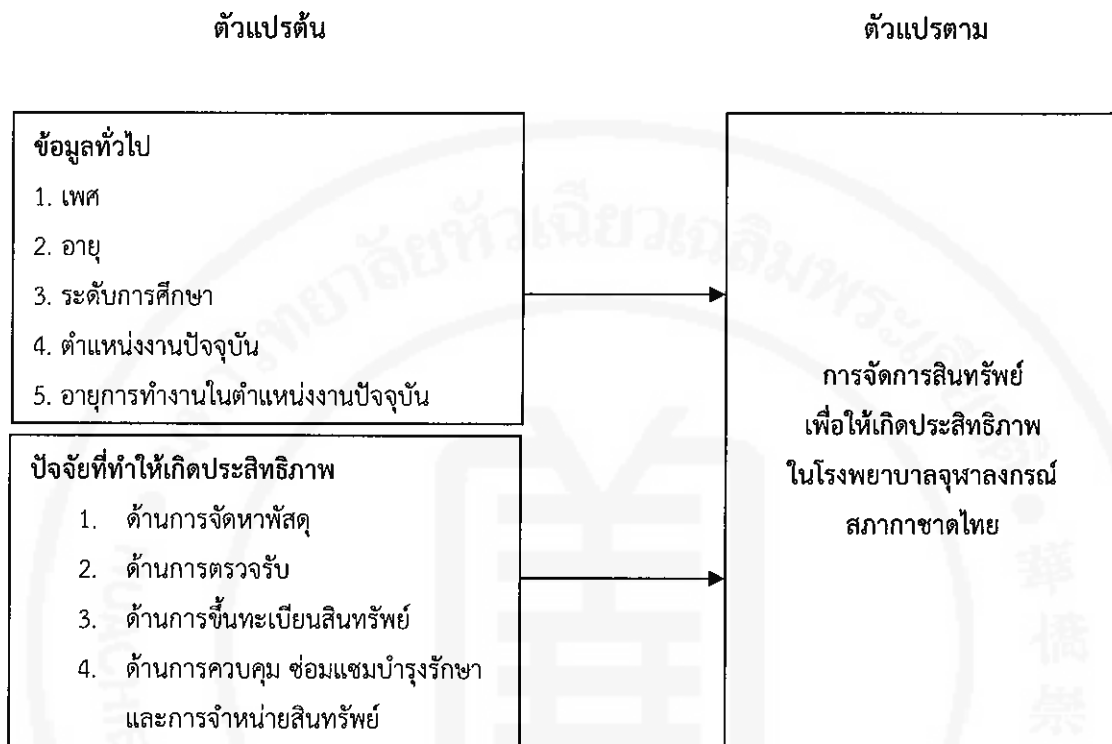 ตัวแปรต้น
ตัวแปรตาม
ข้อมูลทั่วไป
1. เพศ
2. อายุ
3. ระดับการศึกษา
4. ตำแหน่งงานปัจจุบัน
5. อายุการทำงานในตำแหน่งงานปัจจุบัน
ปัจจัยที่ทำให้เกิดประสิทธิภาพ
1. ด้านการจัดหาพัสดุ
2. ด้านการตรวจรับ
3. ด้านการขึ้นทะเบียนสินทรัพย์
4. ด้านการควบคุม ซ่อมแซมบำรุงรักษา
และการจำหน่ายสินทรัพย์
การจัดการสินทรัพย์
เพื่อให้เกิดประสิทธิภาพ
ในโรงพยาบาลจุฬาลงกรณ์
สภากาชาดไทย
華
僑
崇